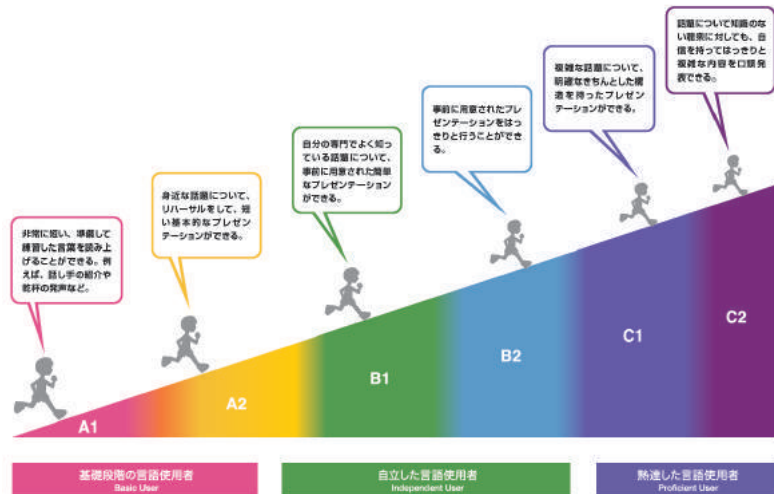 非常に短い、準備して
練習した言葉を読み上
げることができる。例
えば、話し手の紹介や
乾杯の発声など。
身近な話題について、
リハーサルをして、短
い基本的なプレゼン
テーションができる。
自分の専門でよく知っ
ている話題について、
事前に用意された簡単
なプレゼンテーション
ができる。
事前に用意されたプレ
ゼンテーションをはっ
きりと行うことができ
る。
複雑な話題について、
明確なきちんとした構
造を持ったプレゼン
テーションができる。
話題について知識のな
い聴衆に対しても、自
信を持ってはっきりと
複雑な内容を口頭発
表できる。
A1
A2
B1
B2
C1
C2
基礎段階の言語使用者
Basic User
自立した言語使用者
Independent User
熟達した言語使用者
Proficient User